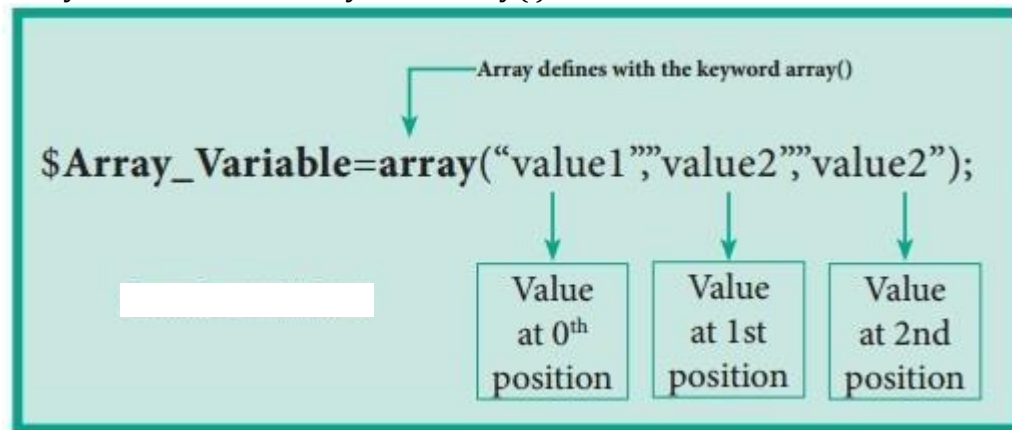 Array defines with the keyword array()
$Array_Variable=array(“value1””,”value2””,”value2”);
Value
at 0th
position
Value
at 1st
position
Value
at 2nd
position